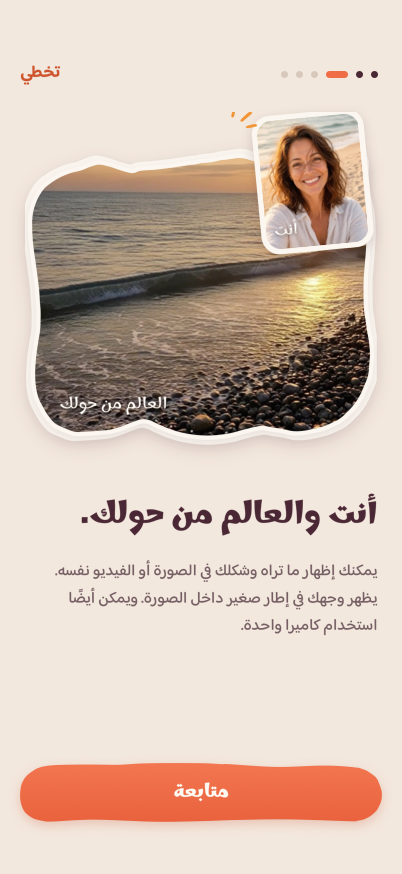 تخطي
أنت
العالم من حولك
أنت والعالم من حولك.
يمكنك إظهار ما تراه وشكلك في الصورة أو الفيديو نفسه.
يظهر وجهك في إطار صغير داخل الصورة. ويمكن أيضًا
استخدام كاميرا واحدة.
متابعة